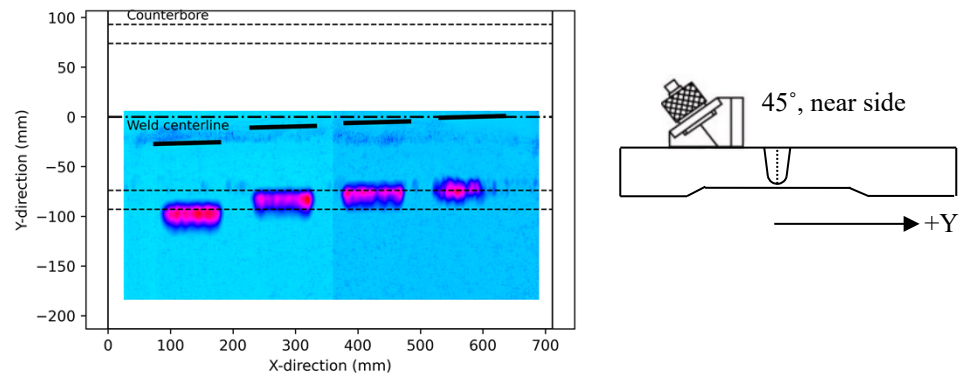 Counterbore
100
50
0
−50
−100
−150
−200
Y-direction (mm)
Weld centerline
0 100 200 300 400 500 600 700
X-direction (mm)
45˚, near side
+Y